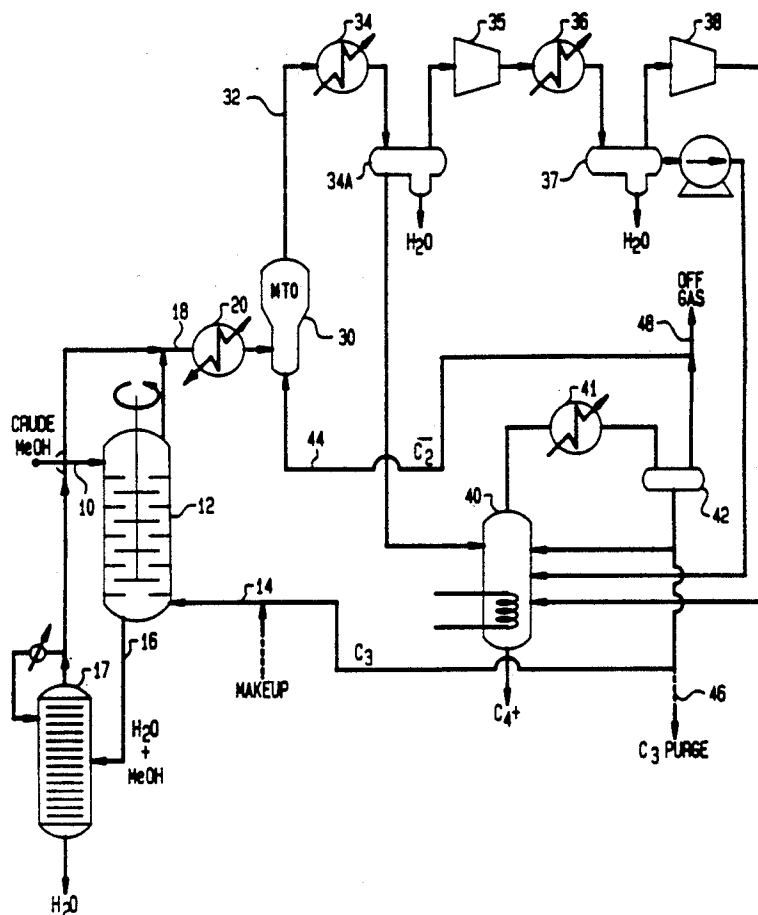 34
35
36
38
32
34A
37
H₂O
H₂O
MTO
OFF
GAS
18
20
30
48
41
CRUDE
MeOH
10
12
44
C̅₂
40
42
14
16
C₃
MAKEUP
17
H₂O
+
MeOH
C₄+
46
C₃ PURGE
H₂O